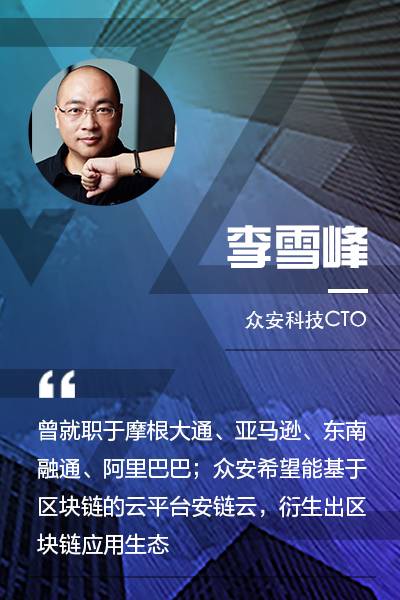 李雪峰
众安科技CTO
曾就职于摩根大通、亚马逊、东南
融通、阿里巴巴；众安希望能基于
区块链的云平台安链云，衍生出区
块链应用生态